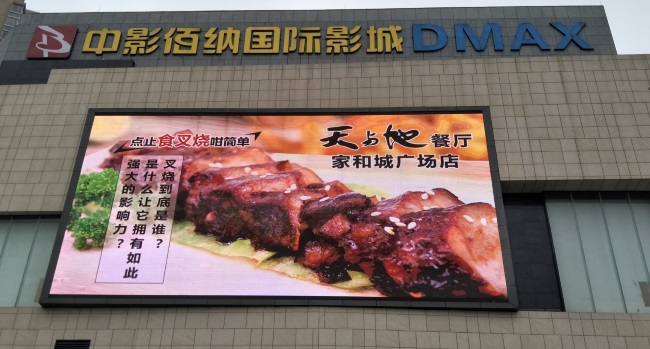 中影佰纳国际影城 DMAX
点止食叉烧咁简单
天与地 餐厅
家和城广场店
叉烧到底是谁？
是什么让它拥有如此
强大的影响力？